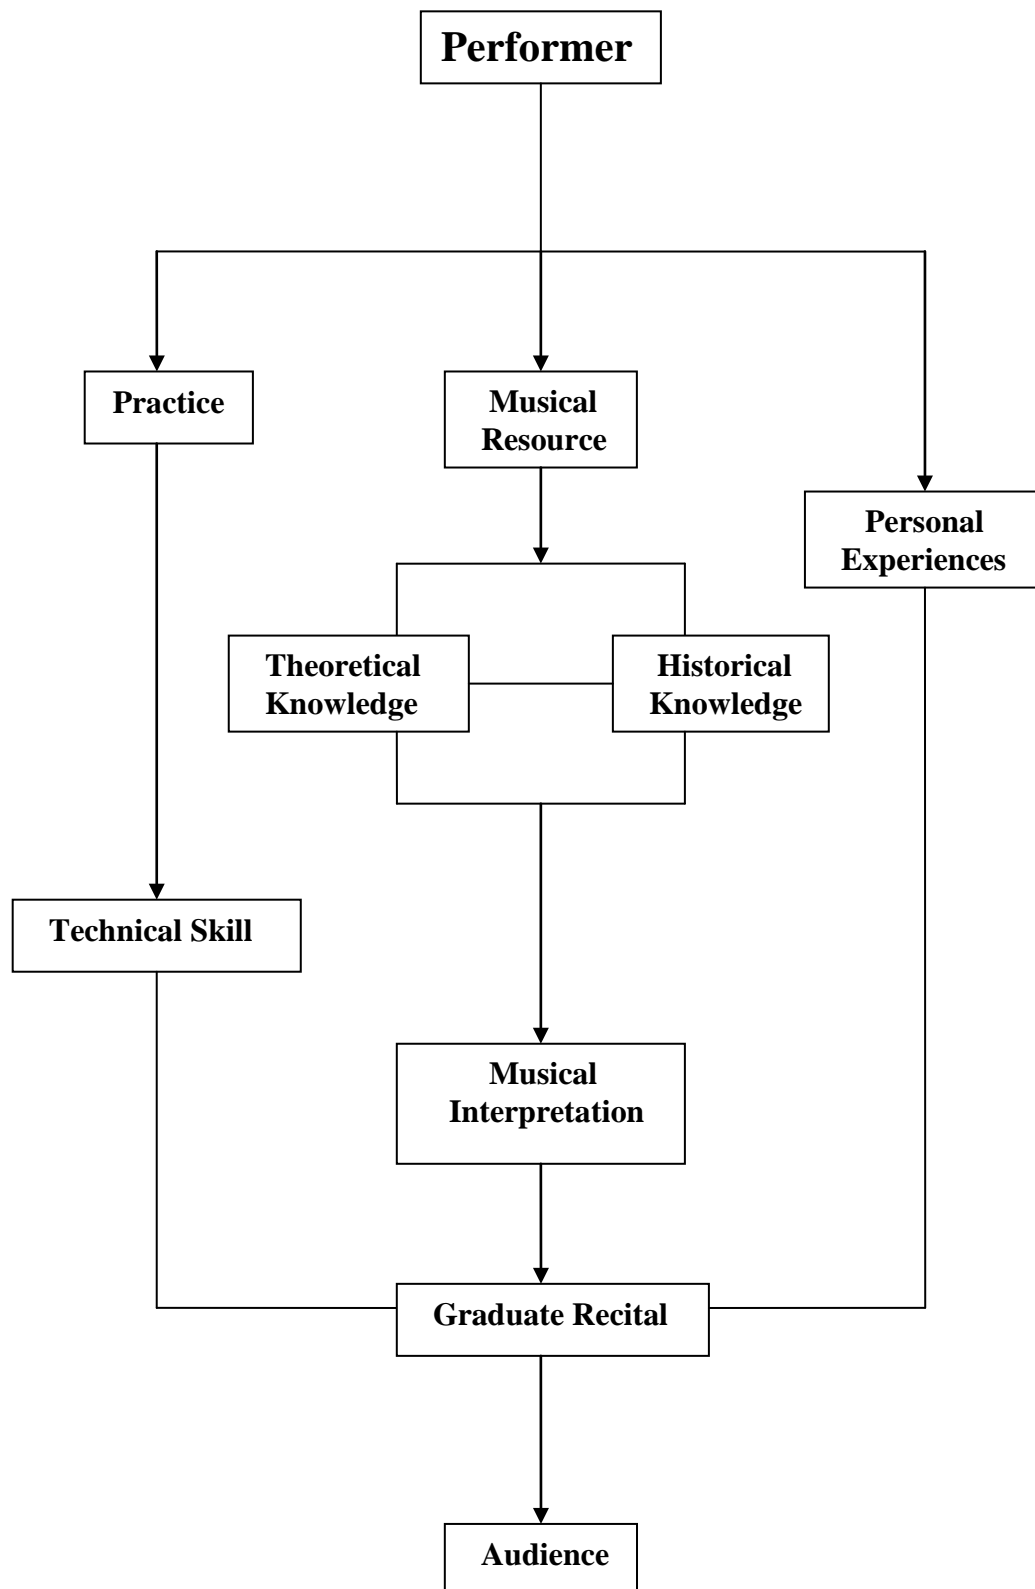 Performer
Practice
Musical
Resource
Personal
Experiences
Theoretical
Knowledge
Historical
Knowledge
Technical Skill
Musical
Interpretation
Graduate Recital
Audience